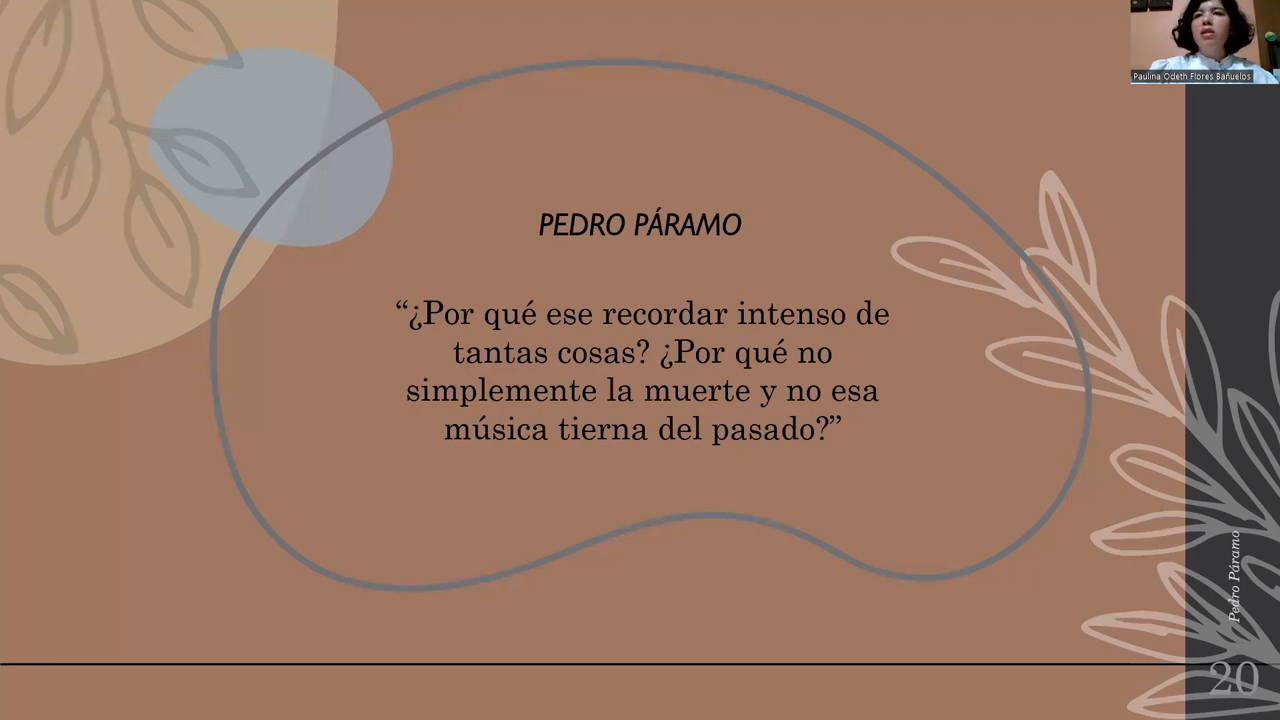 Paulina Odeth Flores Bañuelos
PEDRO PÁRAMO
“¿Por qué ese recordar intenso de
tantas cosas? ¿Por qué no
simplemente la muerte y no esa
música tierna del pasado?”
Pedro Páramo
20